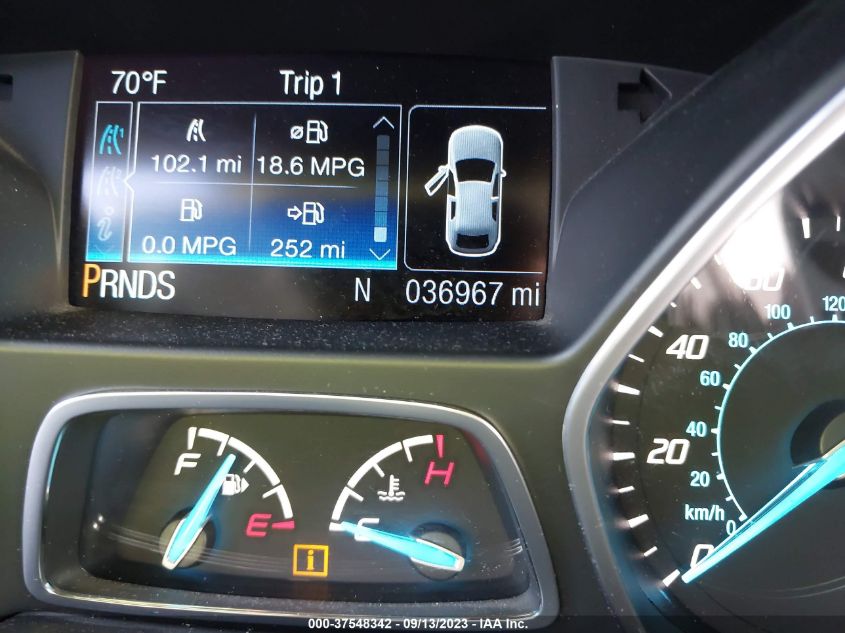 70°F Trip 1
102.1 mi 18.6 MPG
0.0 MPG 252 mi
PRNDS N 036967 mi
F E
C H
i
40
20
0
120
100
80
60
40
20
0
km/h
000-37548342 - 09/13/2023 - IAA Inc.